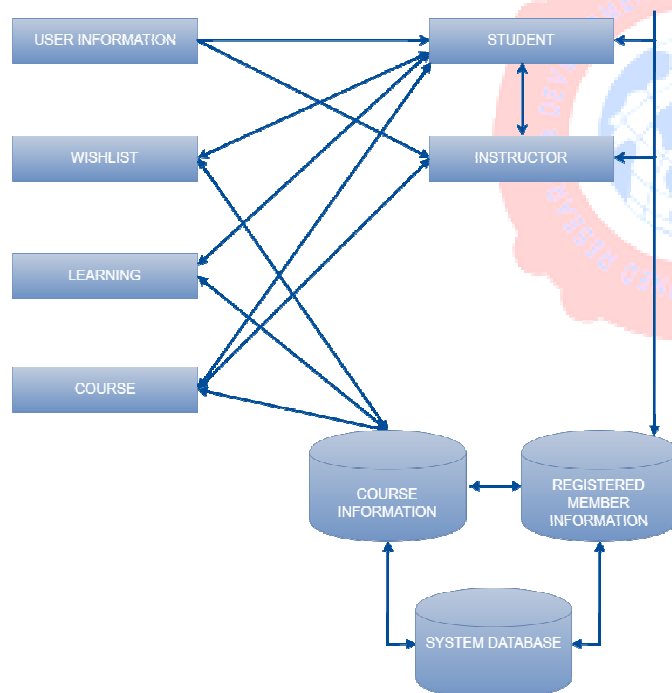 USER INFORMATION
STUDENT
WISHLIST
INSTRUCTOR
LEARNING
COURSE
COURSE
INFORMATION
REGISTERED
MEMBER
INFORMATION
SYSTEM DATABASE